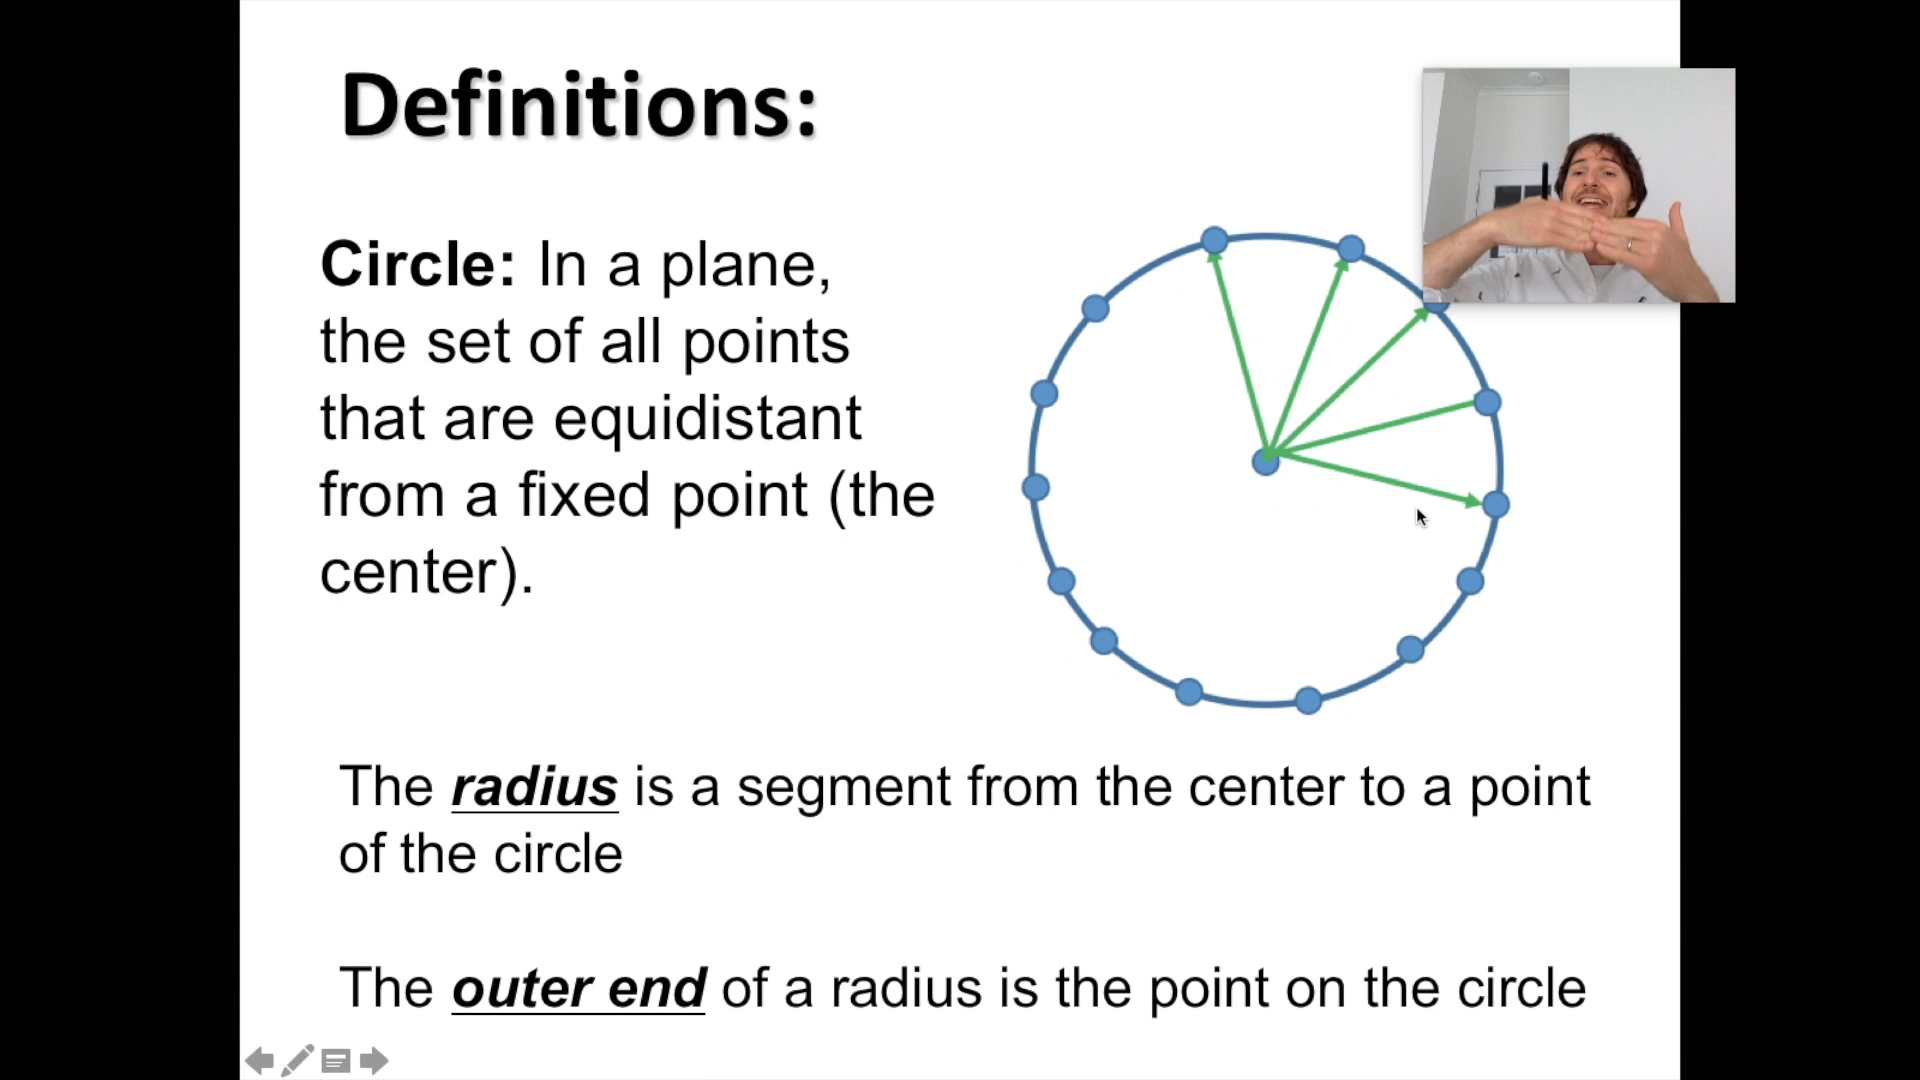 Definitions:
Circle: In a plane,
the set of all points
that are equidistant
from a fixed point (the
center).
The radius is a segment from the center to a point
of the circle
The outer end of a radius is the point on the circle